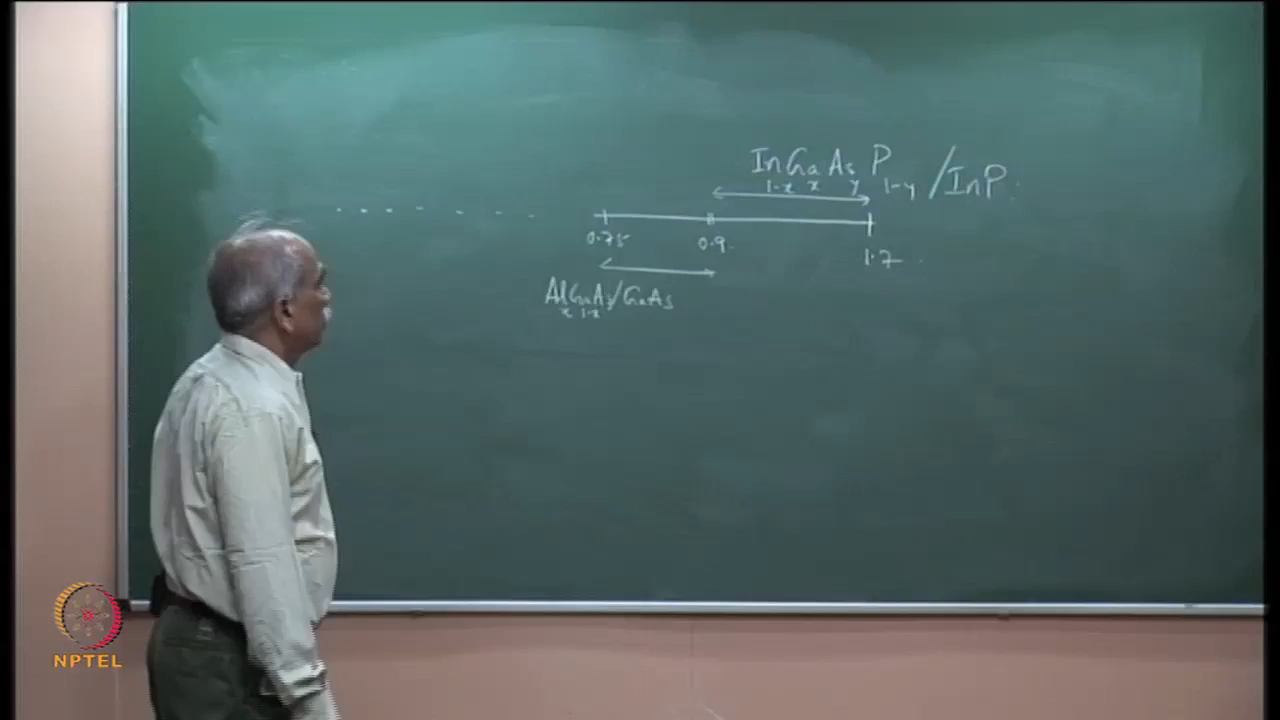 InGaAsP/InP
1-x x y 1-y
0.75 0.9 1.7
AlGaAs/GaAs
x 1-x
NPTEL